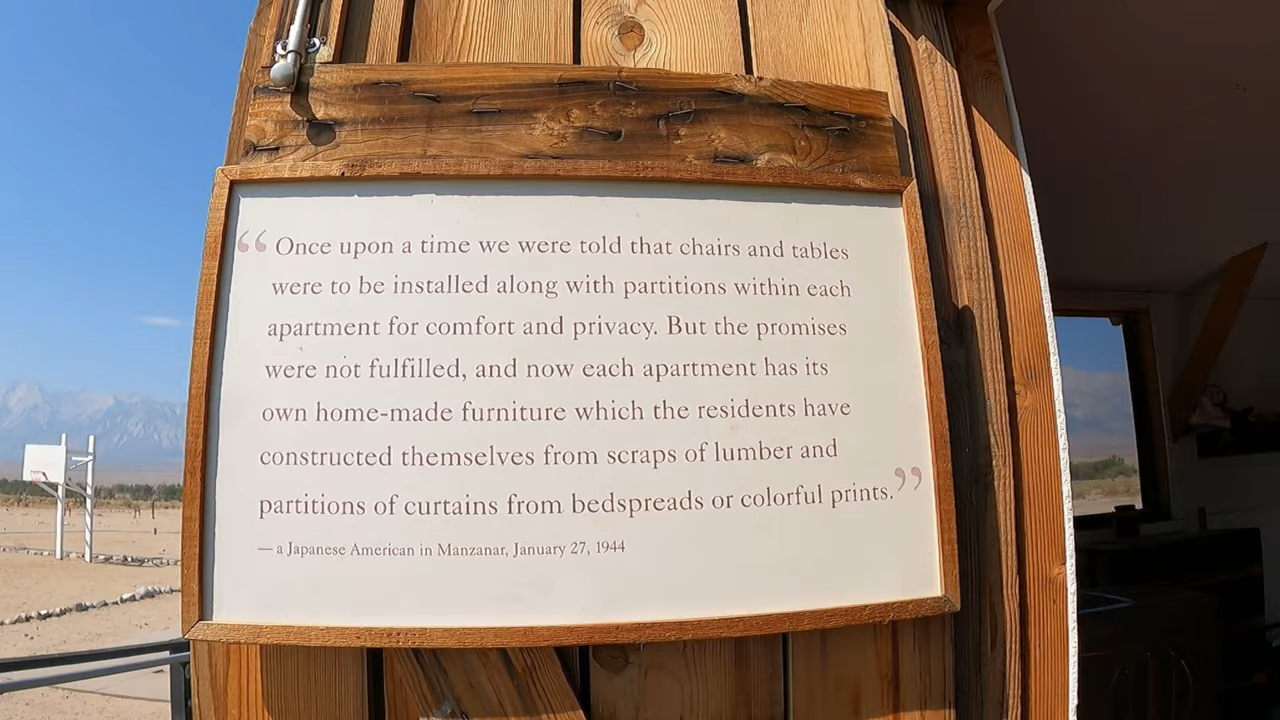 “Once upon a time we were told that chairs and tables
were to be installed along with partitions within each
apartment for comfort and privacy. But the promises
were not fulfilled, and now each apartment has its
own home-made furniture which the residents have
constructed themselves from scraps of lumber and
partitions of curtains from bedspreads or colorful prints.”
—a Japanese American in Manzanar, January 27, 1944